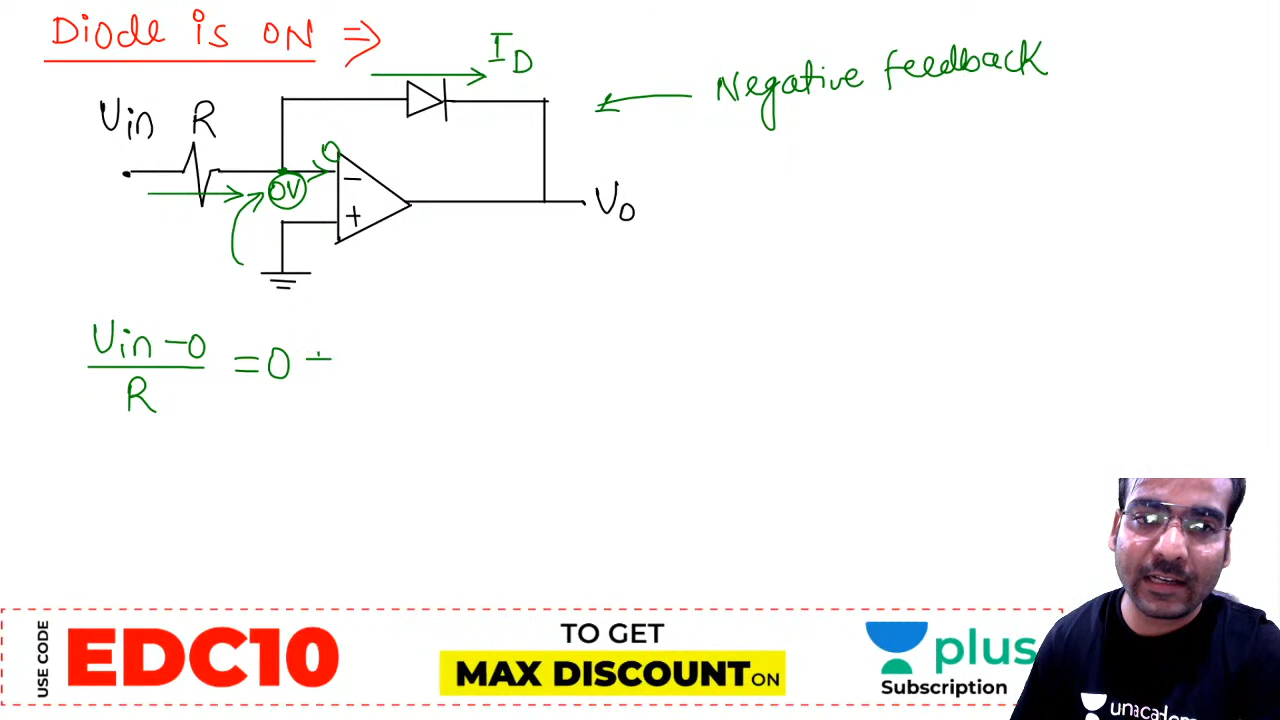 Diode is ON ⇒
I_D
Negative feedback
Vin R
0
0V
−
+
V0
Vin − 0
R
= 0 +
USE CODE
EDC10
TO GET
MAX DISCOUNT ON
plus
Subscription
unacadem